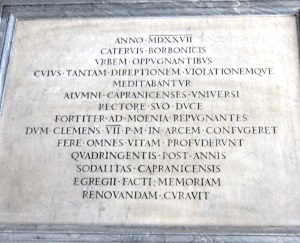 ANNO MDXXVII
CATERVIS BORBONICIS
VRBEM OPPVGNANTIBVS
CVIVS TANTAM DIREPTIONEM VIOLATIONEMQVE
MEDITABANTVR
ALVMNI CAPRANICENSES VNIVERSI
RECTORE SVO DVCE
FORTITER AD MOENIA REPVGNANTES
DVM CLEMENS VII P M IN ARCEM CONFVGERET
FERE OMNES VITAM PROFVDERVNT
QVADRINGENTIS POST ANNIS
SODALITAS CAPRANICENSIS
EGREGII FACTI MEMORIAM
RENOVANDAM CVRAVIT